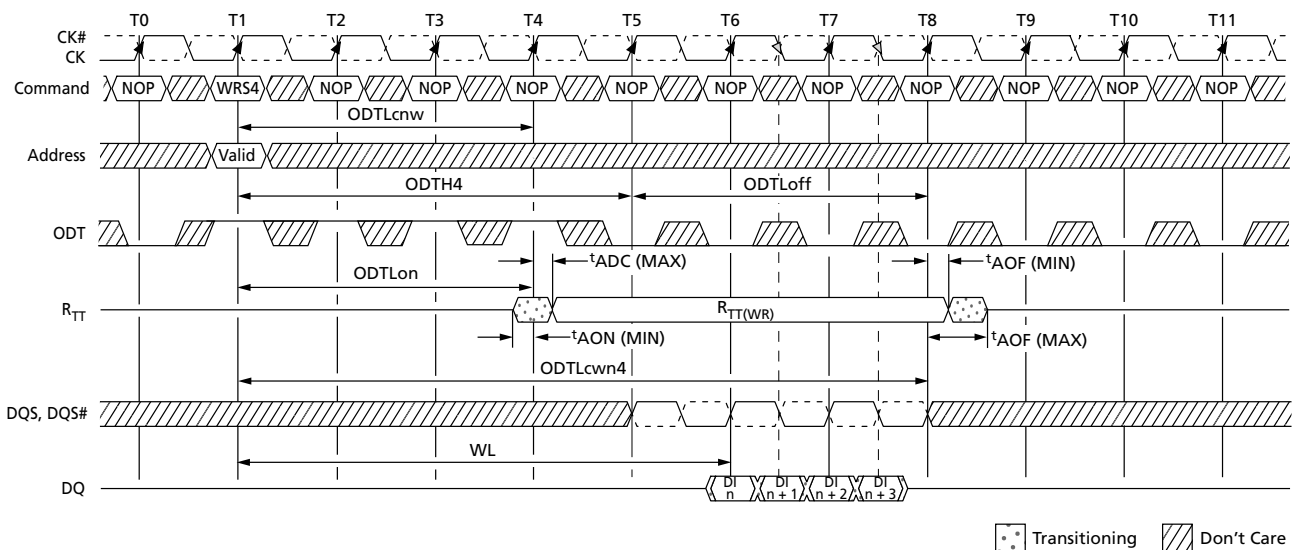 T0 T1 T2 T3 T4 T5 T6 T7 T8 T9 T10 T11
CK#
CK
Command NOP WRS4 NOP NOP NOP NOP NOP NOP NOP NOP NOP NOP
ODTLcnw
Address Valid
ODTH4 ODTLoff
ODT
ODTLon tADC (MAX) tAOF (MIN)
RTT RTT(WR)
tAON (MIN) tAOF (MAX)
ODTLcwn4
DQS, DQS#
WL
DQ DI n DI n + 1 DI n + 2 DI n + 3
Transitioning Don't Care